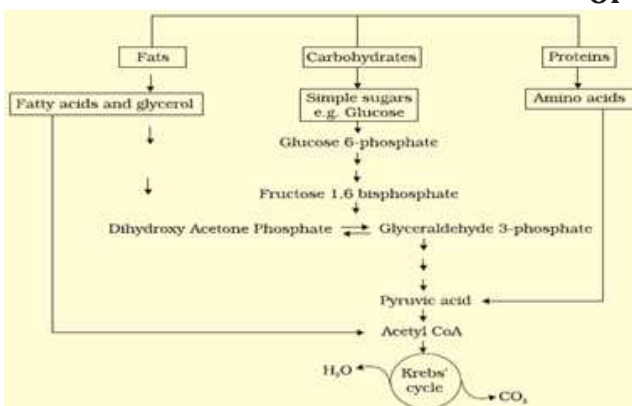 Fats Carbohydrates Proteins
Fatty acids and glycerol Simple sugars Amino acids
e.g. Glucose
Glucose 6-phosphate
Fructose 1,6 bisphosphate
Dihydroxy Acetone Phosphate Glyceraldehyde 3-phosphate
Pyruvic acid
Acetyl CoA
H₂O Krebs'
cycle CO₂